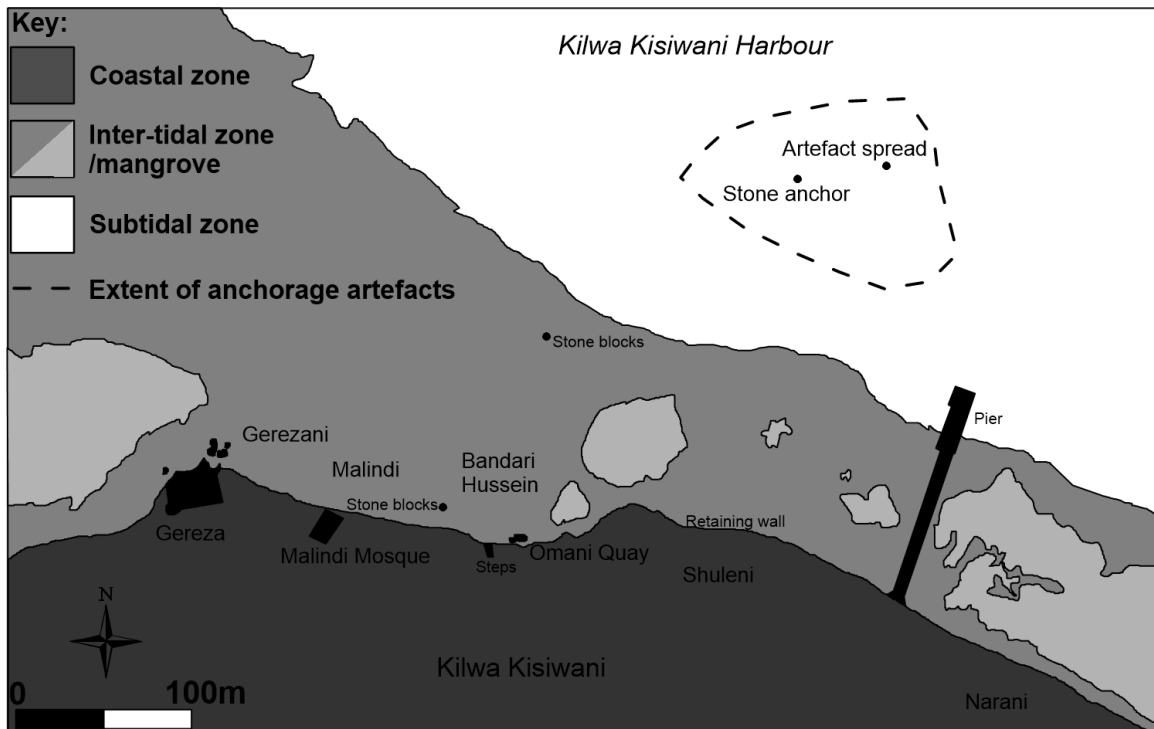 Key:
Coastal zone
Inter-tidal zone
/mangrove
Subtidal zone
Extent of anchorage artefacts
Kilwa Kisiwani Harbour
Artefact spread
Stone anchor
Stone blocks
Pier
Gerezani
Malindi
Bandari
Hussein
Stone blocks
Gereza
Malindi Mosque
Steps
Omani Quay
Retaining wall
Shuleni
N
Kilwa Kisiwani
Narani
0
100m